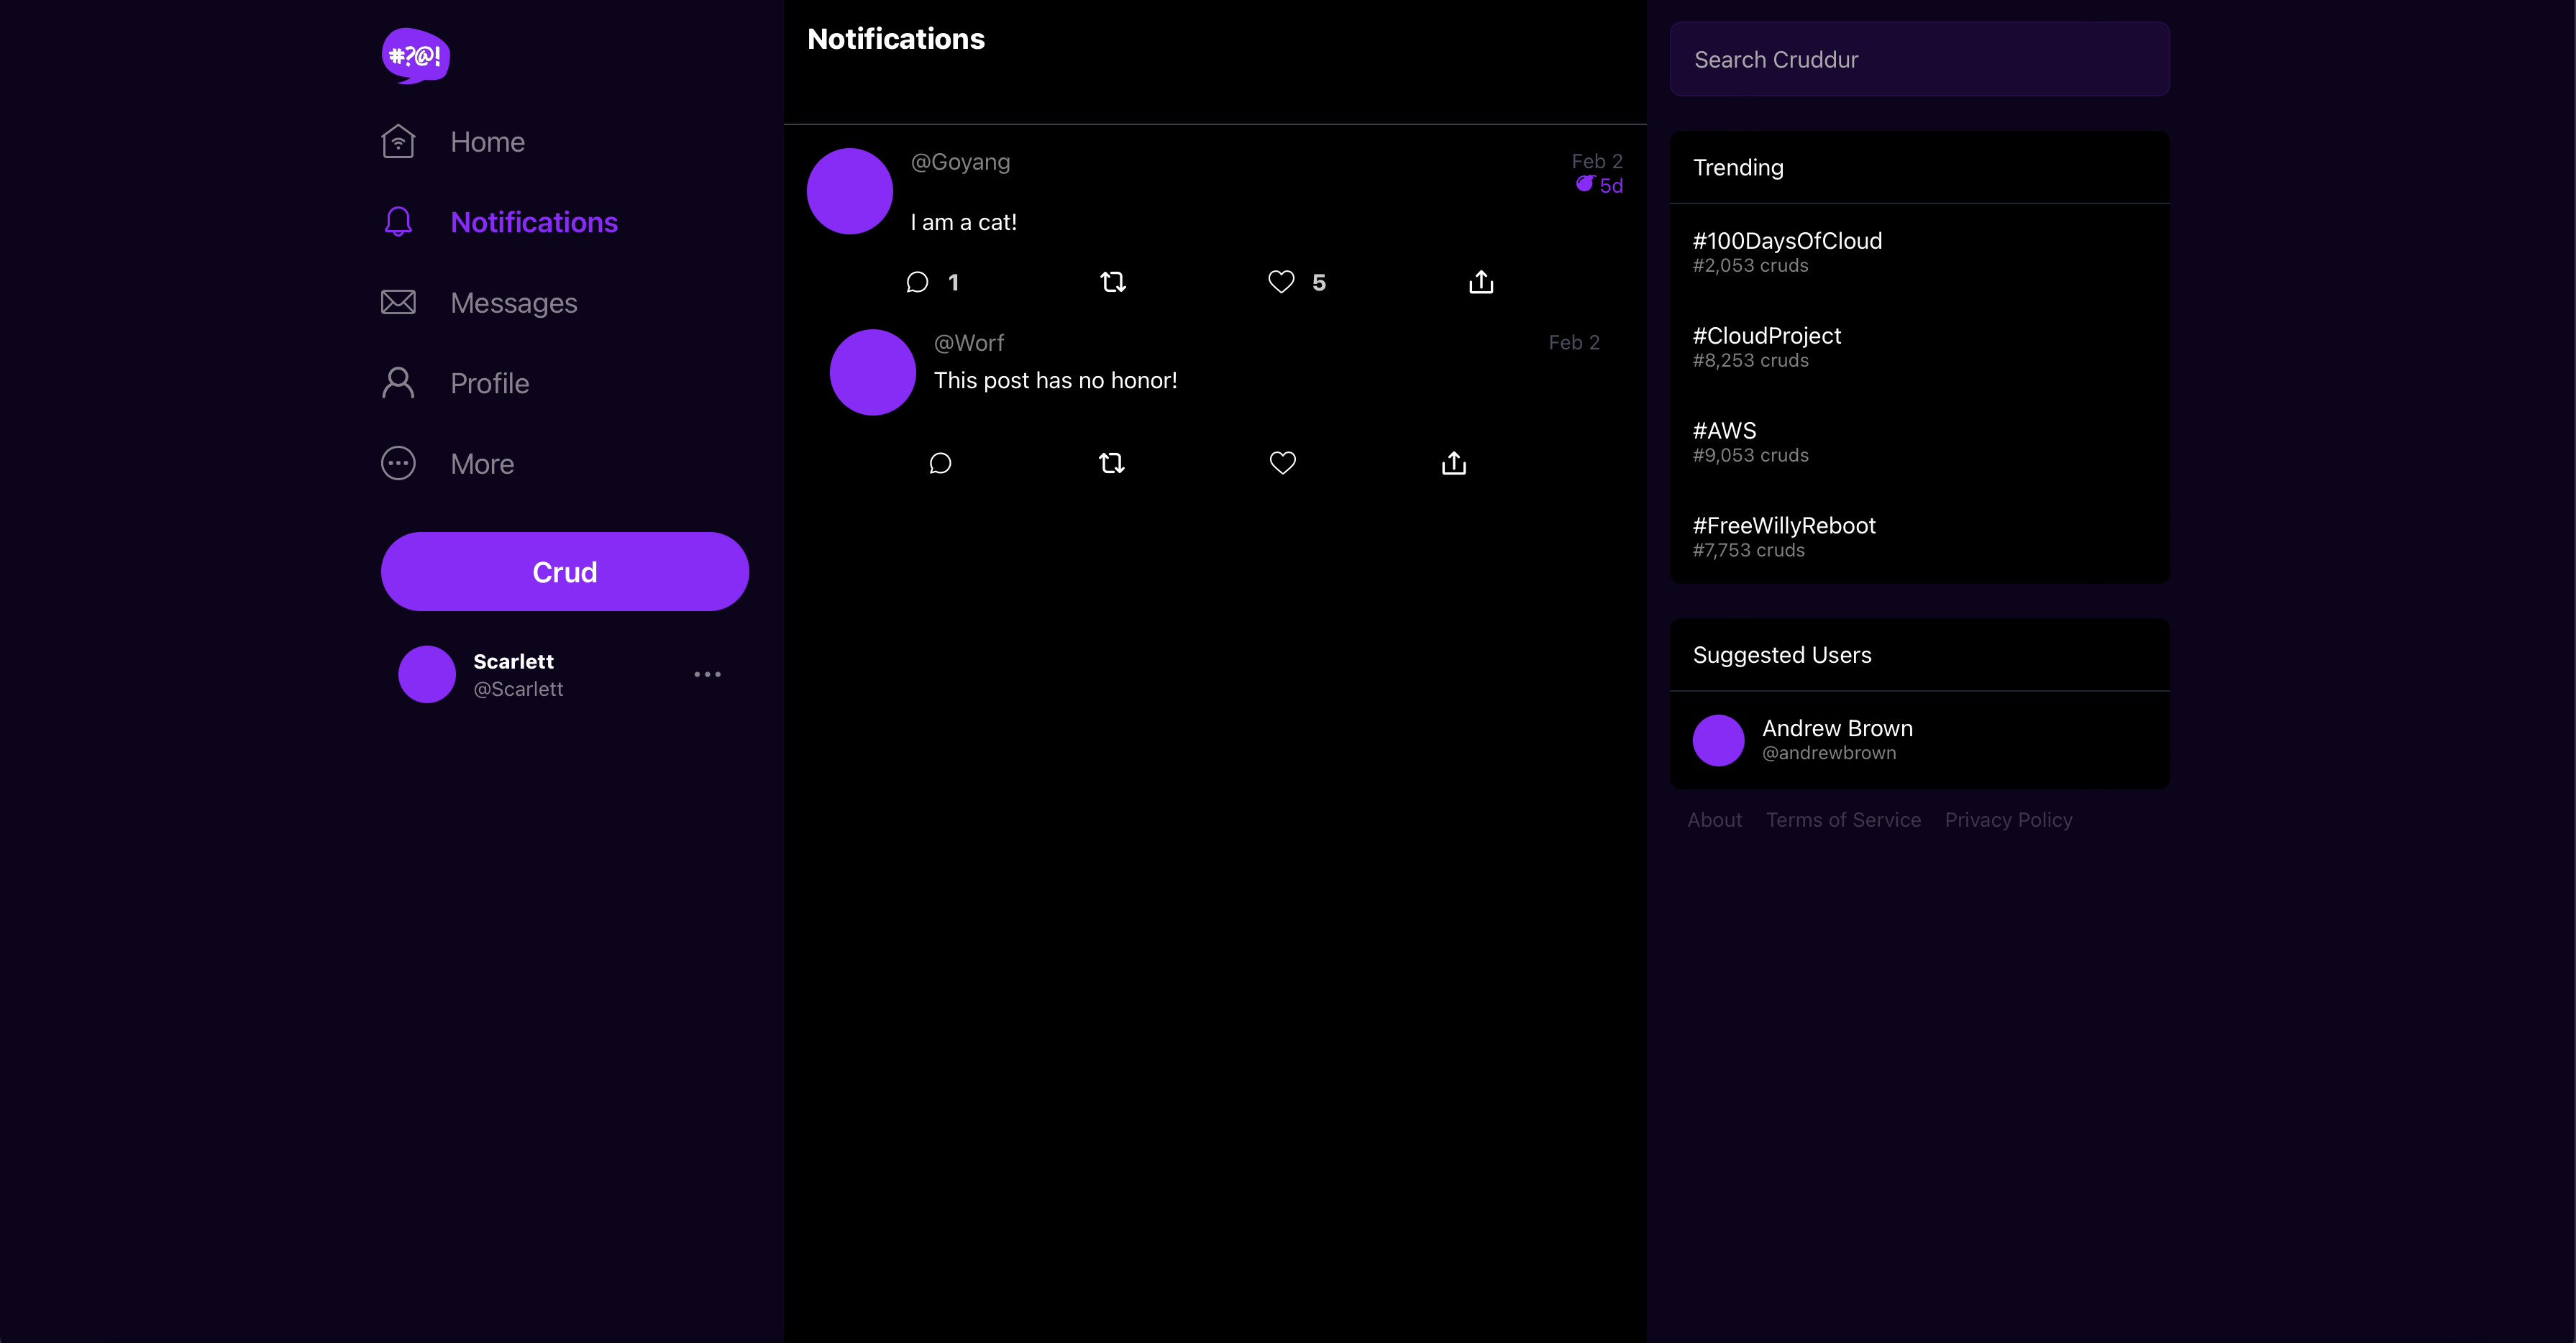 #?@!
Home
Notifications
Messages
Profile
More
Crud
Scarlett
@Scarlett
Notifications
@Goyang
Feb 2
5d
I am a cat!
1
5
@Worf
Feb 2
This post has no honor!
Search Cruddur
Trending
#100DaysOfCloud
#2,053 cruds
#CloudProject
#8,253 cruds
#AWS
#9,053 cruds
#FreeWillyReboot
#7,753 cruds
Suggested Users
Andrew Brown
@andrewbrown
About Terms of Service Privacy Policy